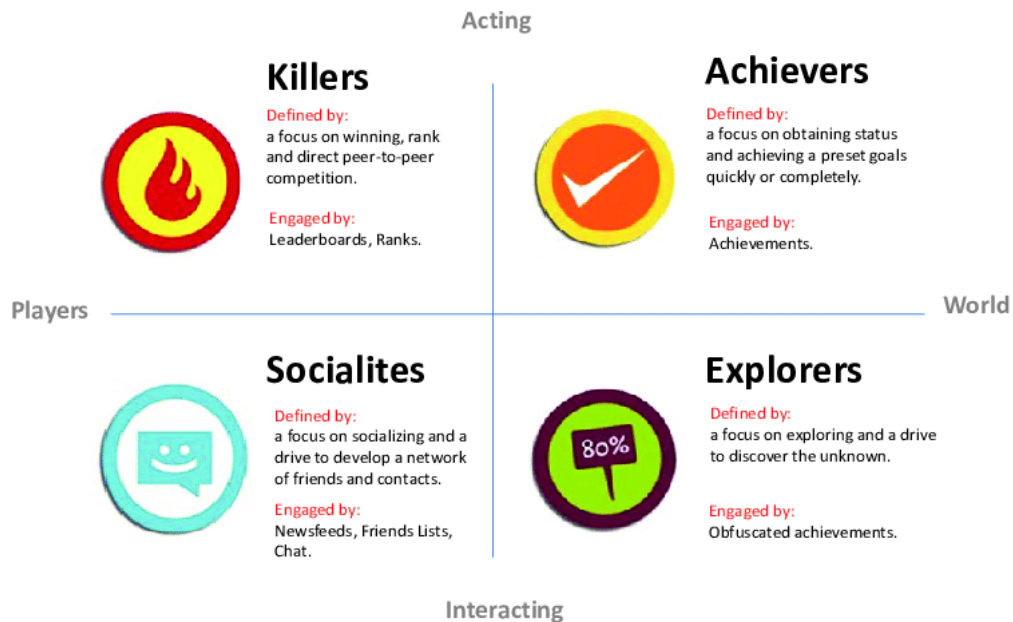 Acting
Killers
Defined by:
a focus on winning, rank
and direct peer-to-peer
competition.
Engaged by:
Leaderboards, Ranks.
Achievers
Defined by:
a focus on obtaining status
and achieving a preset goals
quickly or completely.
Engaged by:
Achievements.
Players
World
Socialites
Defined by:
a focus on socializing and a
drive to develop a network
of friends and contacts.
Engaged by:
Newsfeeds, Friends Lists,
Chat.
80%
Explorers
Defined by:
a focus on exploring and a drive
to discover the unknown.
Engaged by:
Obfuscated achievements.
Interacting